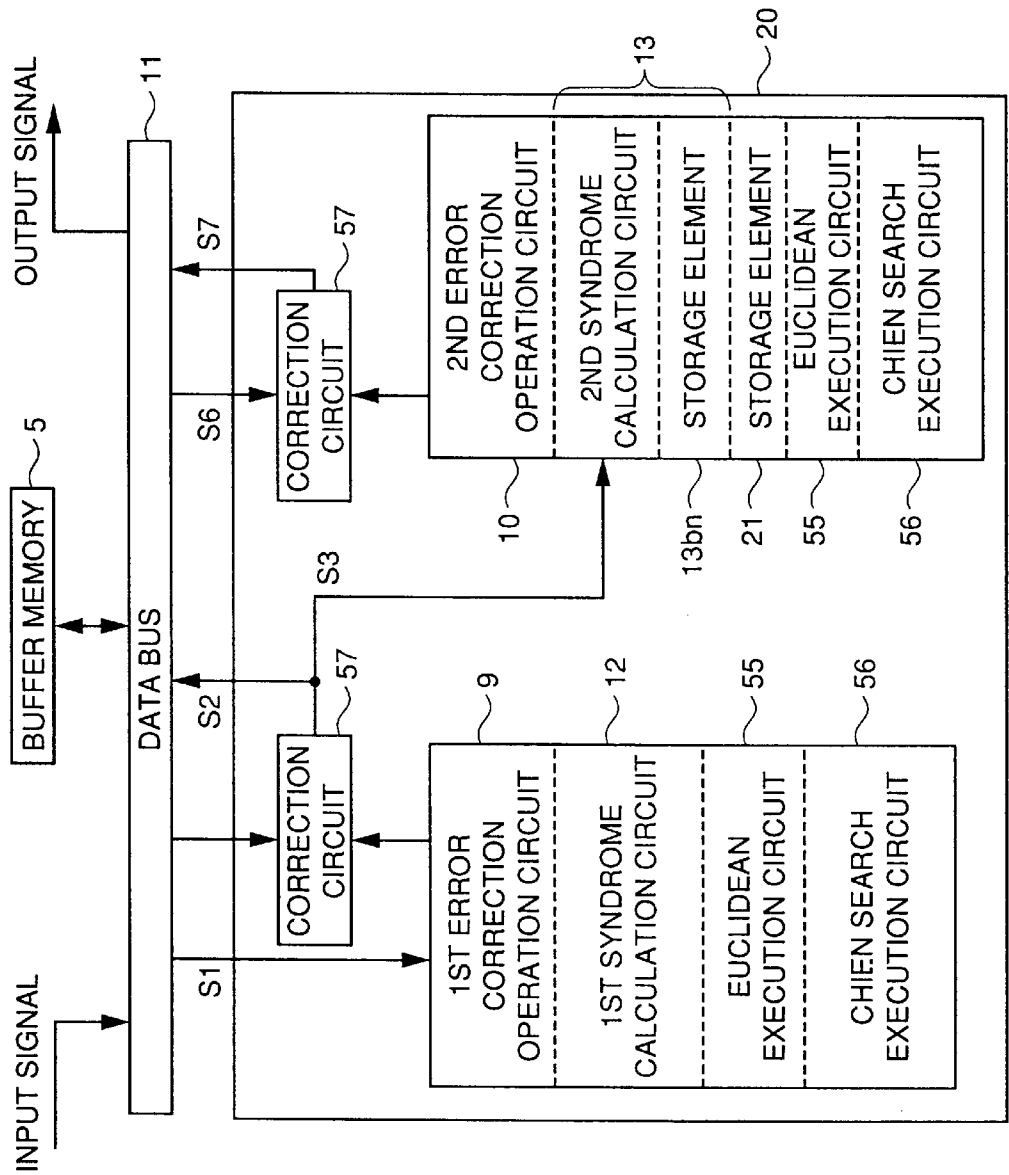 INPUT SIGNAL
BUFFER MEMORY
5
OUTPUT SIGNAL
DATA BUS
11
S1
S2
S3
S6
S7
CORRECTION
CIRCUIT
57
CORRECTION
CIRCUIT
57
1ST ERROR
CORRECTION
OPERATION CIRCUIT
9
1ST SYNDROME
CALCULATION CIRCUIT
12
EUCLIDEAN
EXECUTION CIRCUIT
55
CHIEN SEARCH
EXECUTION CIRCUIT
56
2ND ERROR
CORRECTION
OPERATION CIRCUIT
10
2ND SYNDROME
CALCULATION CIRCUIT
13
STORAGE ELEMENT
13bn
STORAGE ELEMENT
21
EUCLIDEAN
EXECUTION CIRCUIT
55
CHIEN SEARCH
EXECUTION CIRCUIT
56
20